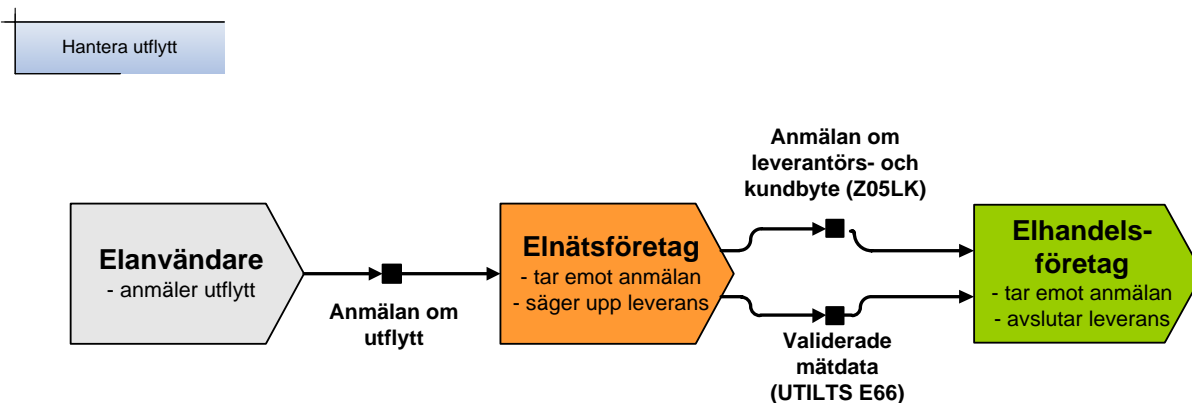 Hantera utflytt
Elanvändare
- anmäler utflytt
Anmälan om
utflytt
Elnätsföretag
- tar emot anmälan
- säger upp leverans
Anmälan om
leverantörs- och
kundbyte (Z05LK)
Validerade
mätdata
(UTILTS E66)
Elhandels-
företag
- tar emot anmälan
- avslutar leverans